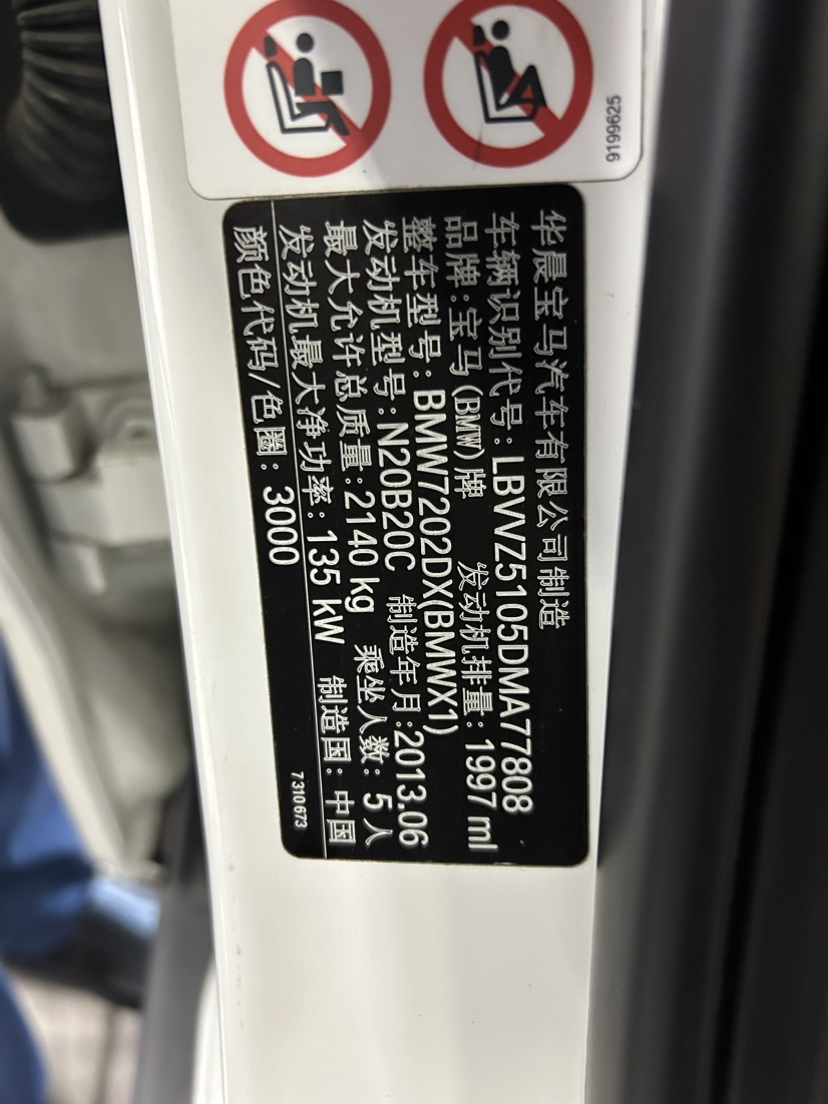 9199625
华晨宝马汽车有限公司制造
车辆识别代号: LBVVZ5105DMA77808
品牌:宝马(BMW)牌 发动机排量: 1997 ml
整车型号: BMW7202DX(BMWX1)
发动机型号:N20B20C 制造年月:2013.06
最大允许总质量:2140 kg 乘坐人数: 5人
发动机最大净功率: 135 kW 制造国: 中国
颜色代码/色圈: 3000
7310673